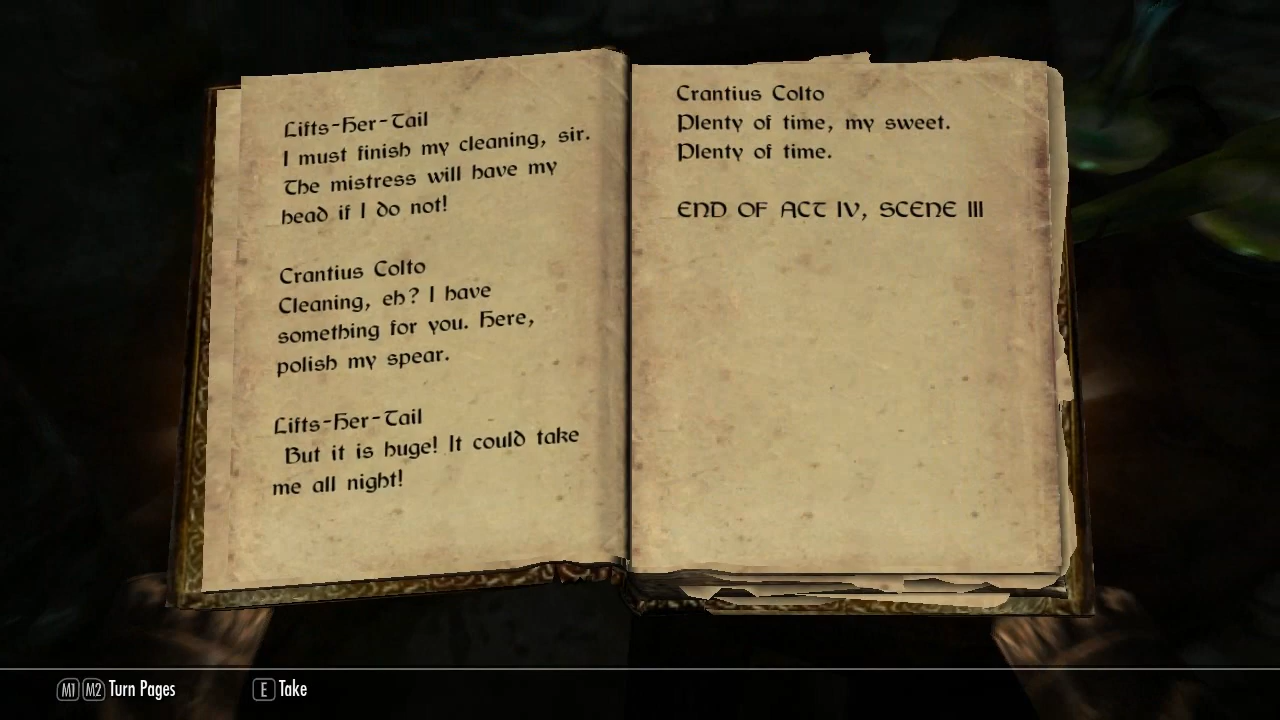 Lifts-Her-Tail
I must finish my cleaning, sir.
The mistress will have my
head if I do not!
Crantius Colto
Cleaning, eh? I have
something for you. Here,
polish my spear.
Lifts-Her-Tail
But it is huge! It could take
me all night!
Crantius Colto
Plenty of time, my sweet.
Plenty of time.
END OF ACT IV, SCENE III
M1 M2 Turn Pages
E Take